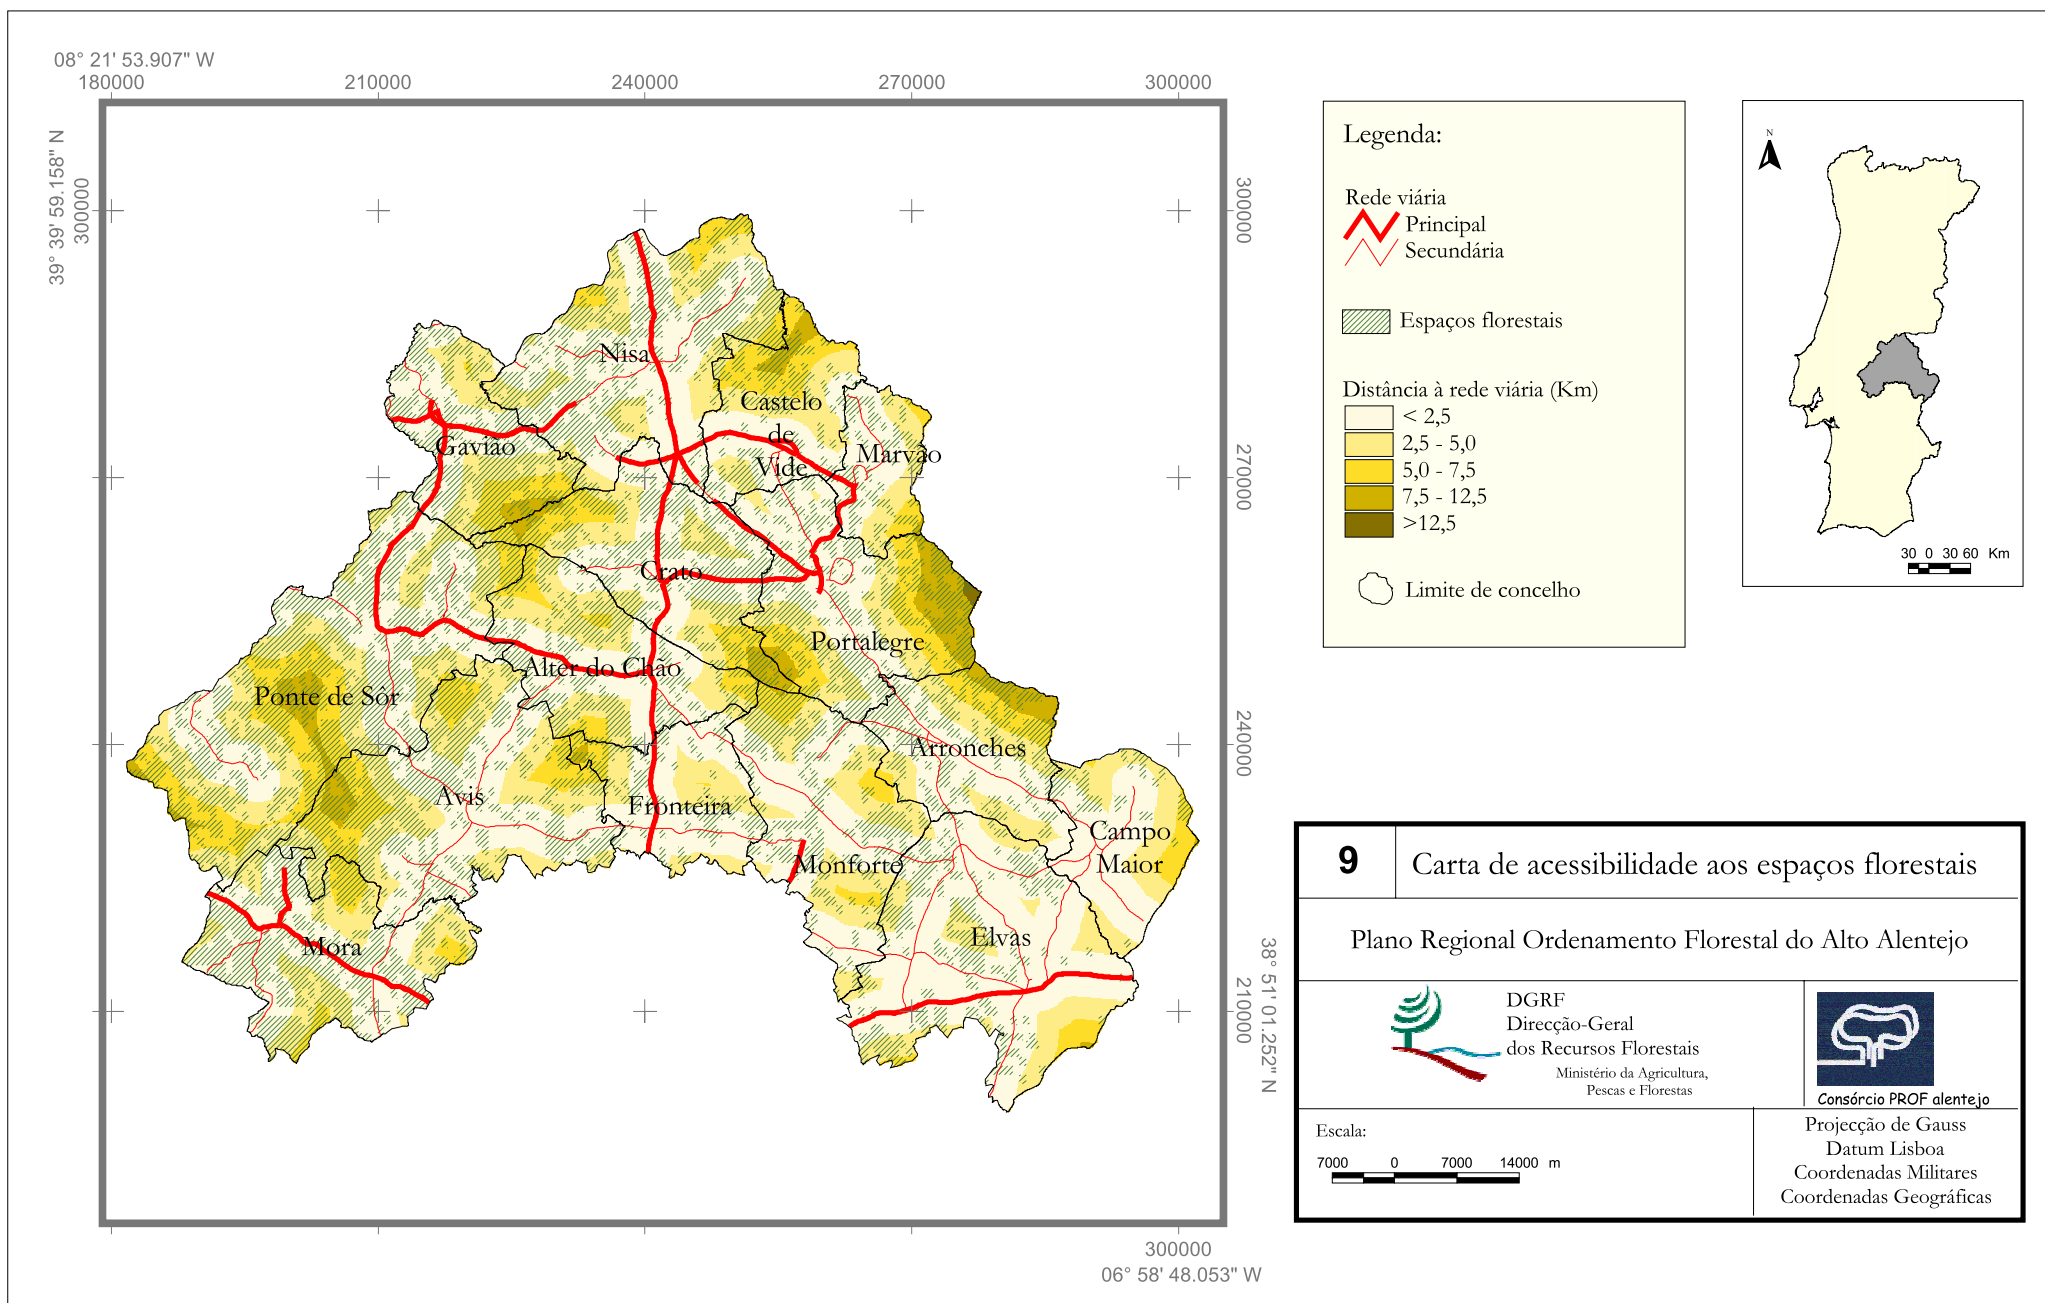 08° 21' 53.907" W
180000
210000
240000
270000
300000
39° 39' 59.158" N
300000
300000
270000
240000
210000
38° 51' 01.252" N
300000
06° 58' 48.053" W
Nisa
Castelo
de
Vide
Marvão
Gavião
Crato
Portalegre
Alter do Chão
Ponte de Sôr
Arronches
Avis
Fronteira
Campo
Maior
Monforte
Elvas
Mora
Legenda:
Rede viária
Principal
Secundária
Espaços florestais
Distância à rede viária (Km)
< 2,5
2,5 - 5,0
5,0 - 7,5
7,5 - 12,5
>12,5
Limite de concelho
N
30 0 30 60 Km
9 Carta de acessibilidade aos espaços florestais
Plano Regional Ordenamento Florestal do Alto Alentejo
DGRF
Direcção-Geral
dos Recursos Florestais
Ministério da Agricultura,
Pescas e Florestas
Consórcio PROF alentejo
Escala:
7000 0 7000 14000 m
Projecção de Gauss
Datum Lisboa
Coordenadas Militares
Coordenadas Geográficas